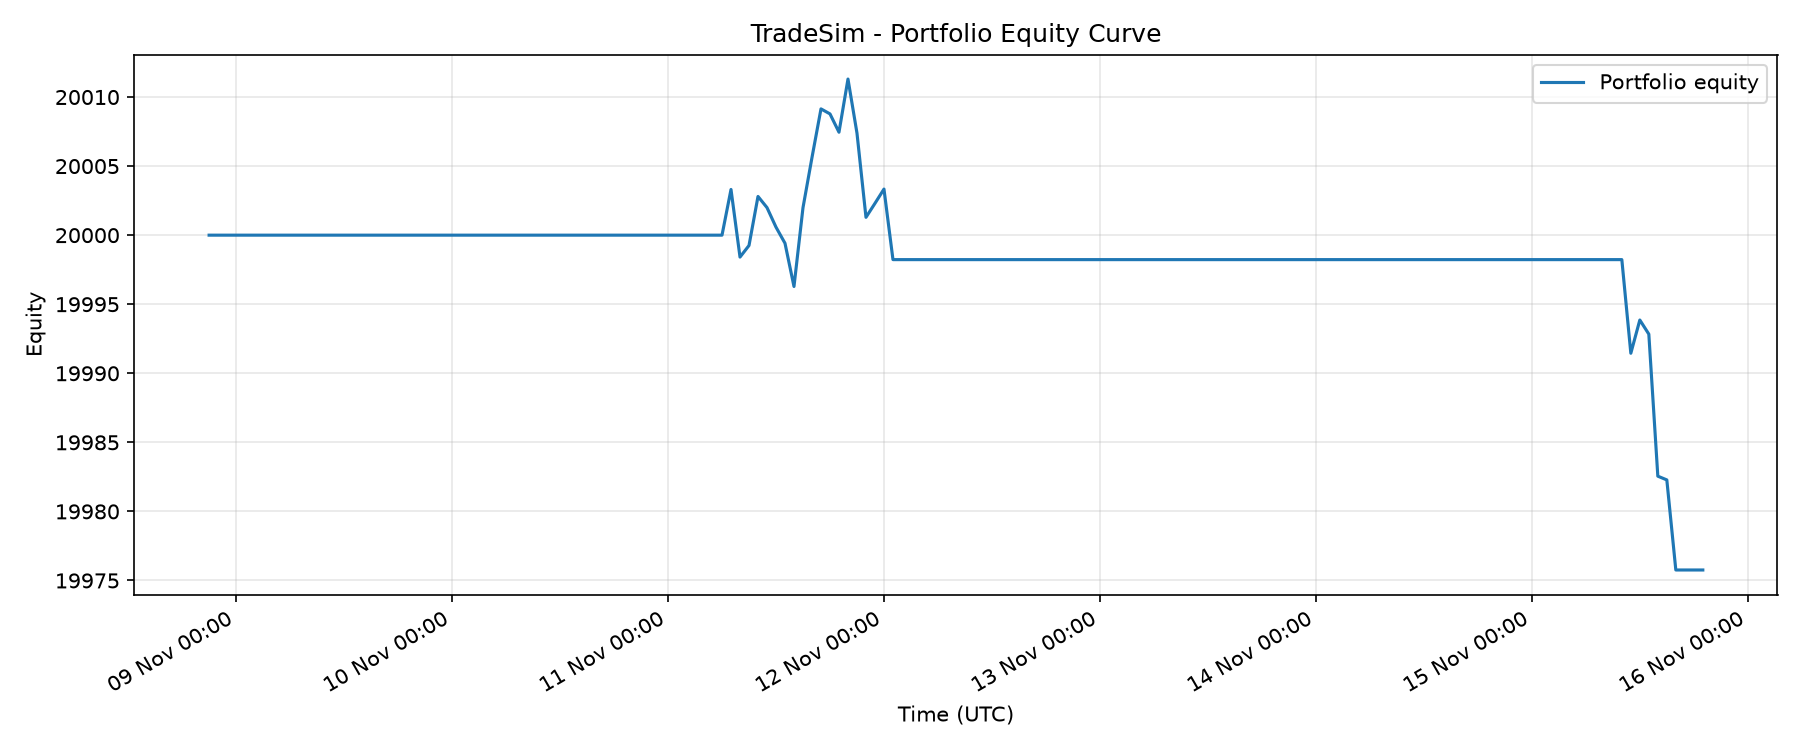 TradeSim - Portfolio Equity Curve
Portfolio equity
Equity
20010
20005
20000
19995
19990
19985
19980
19975
09 Nov 00:00
10 Nov 00:00
11 Nov 00:00
12 Nov 00:00
13 Nov 00:00
14 Nov 00:00
15 Nov 00:00
16 Nov 00:00
Time (UTC)